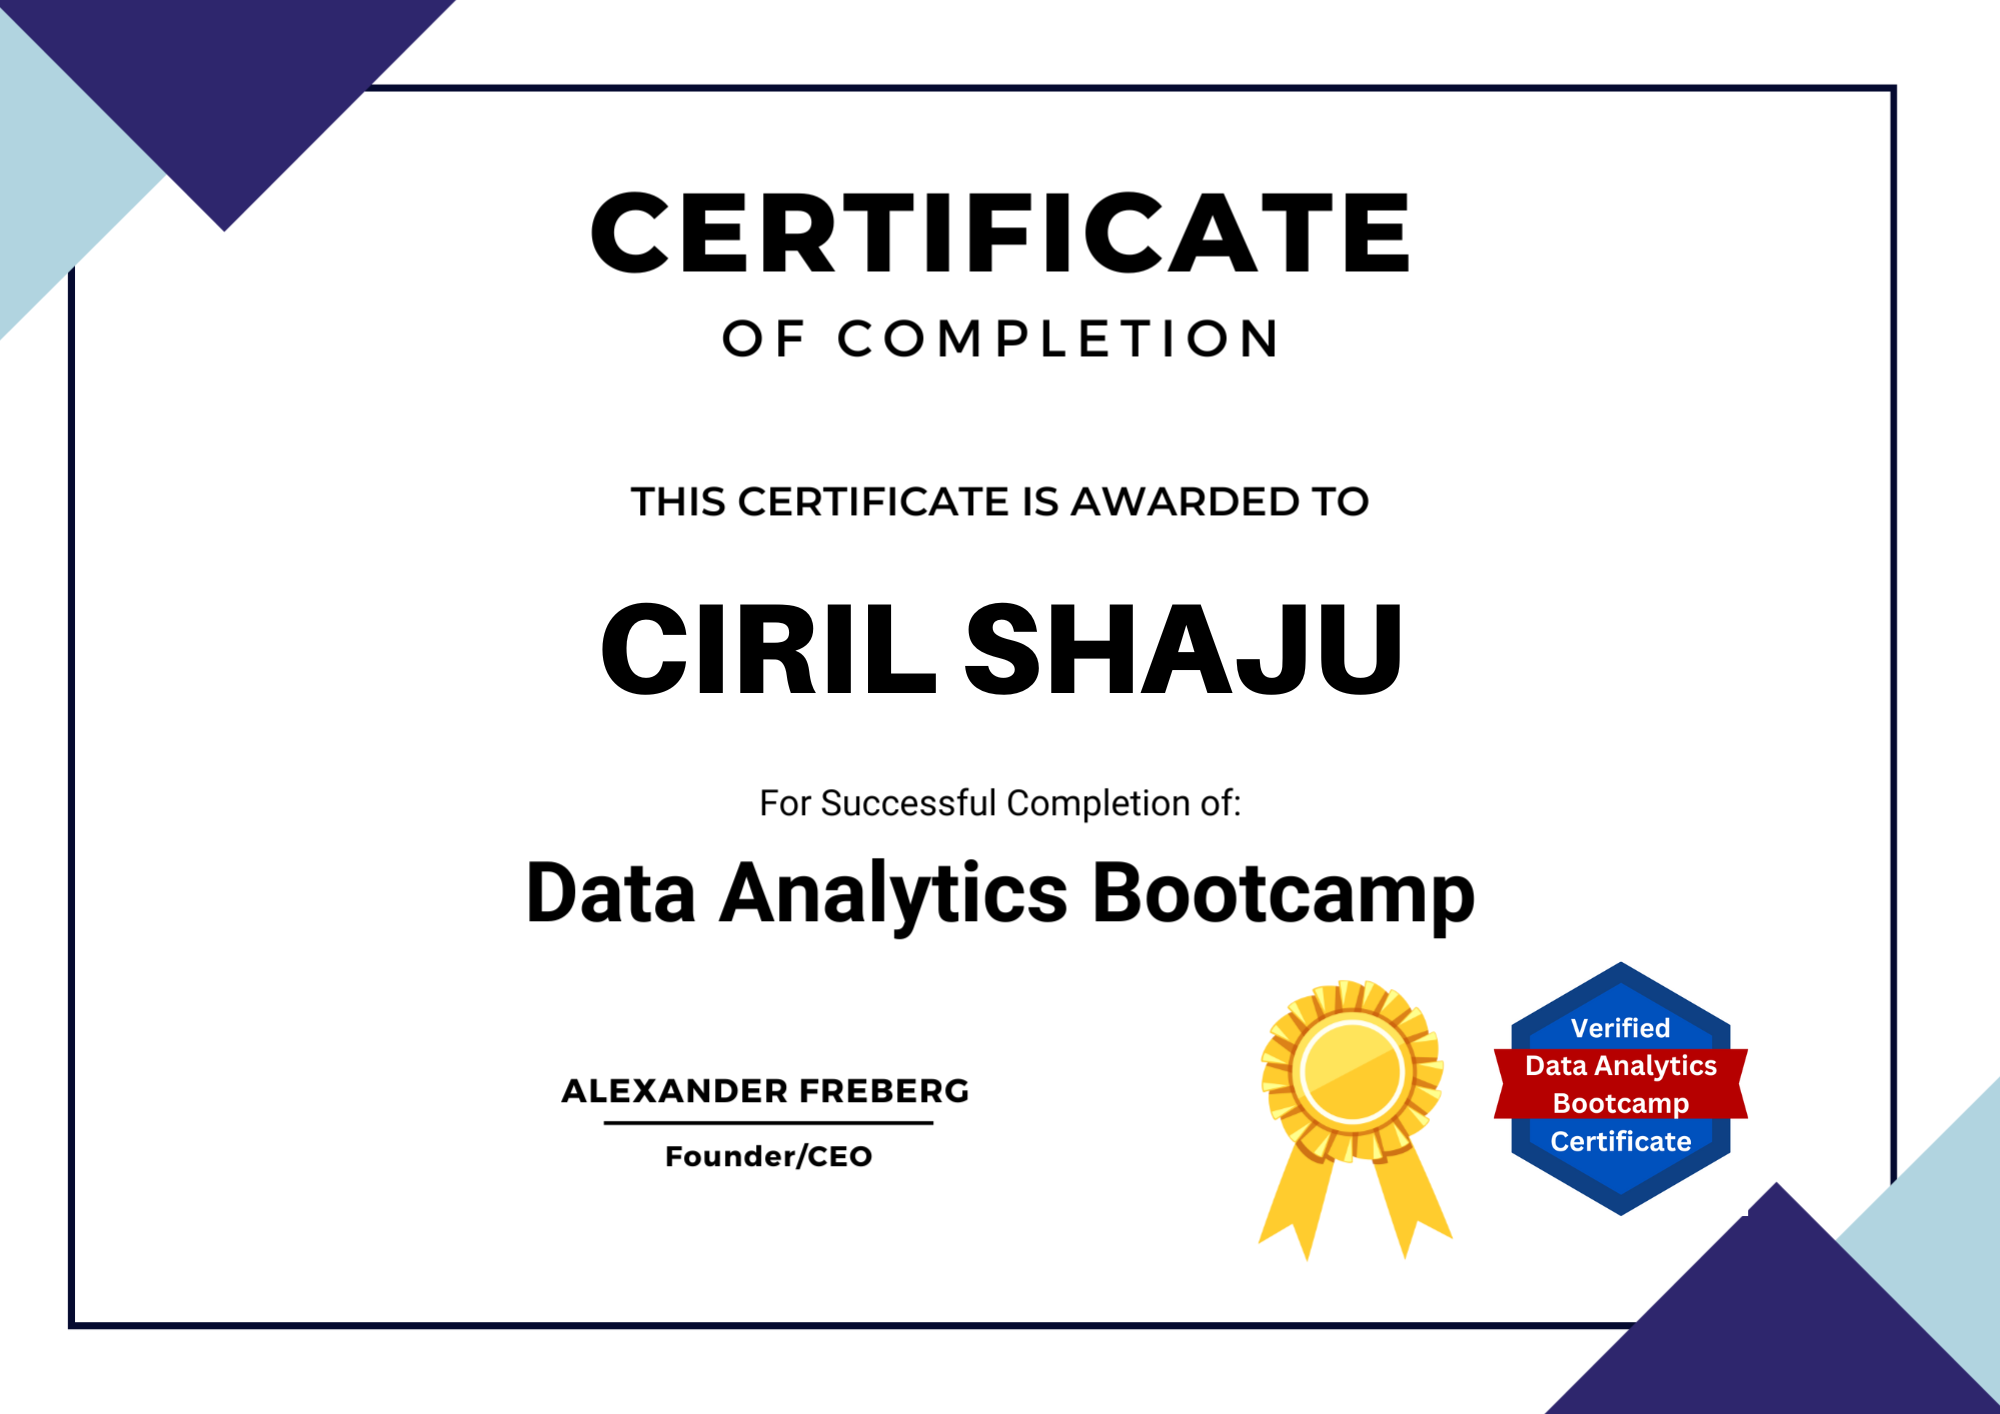 CERTIFICATE
OF COMPLETION
THIS CERTIFICATE IS AWARDED TO
CIRIL SHAJU
For Successful Completion of:
Data Analytics Bootcamp
ALEXANDER FREBERG
Founder/CEO
Verified
Data Analytics
Bootcamp
Certificate